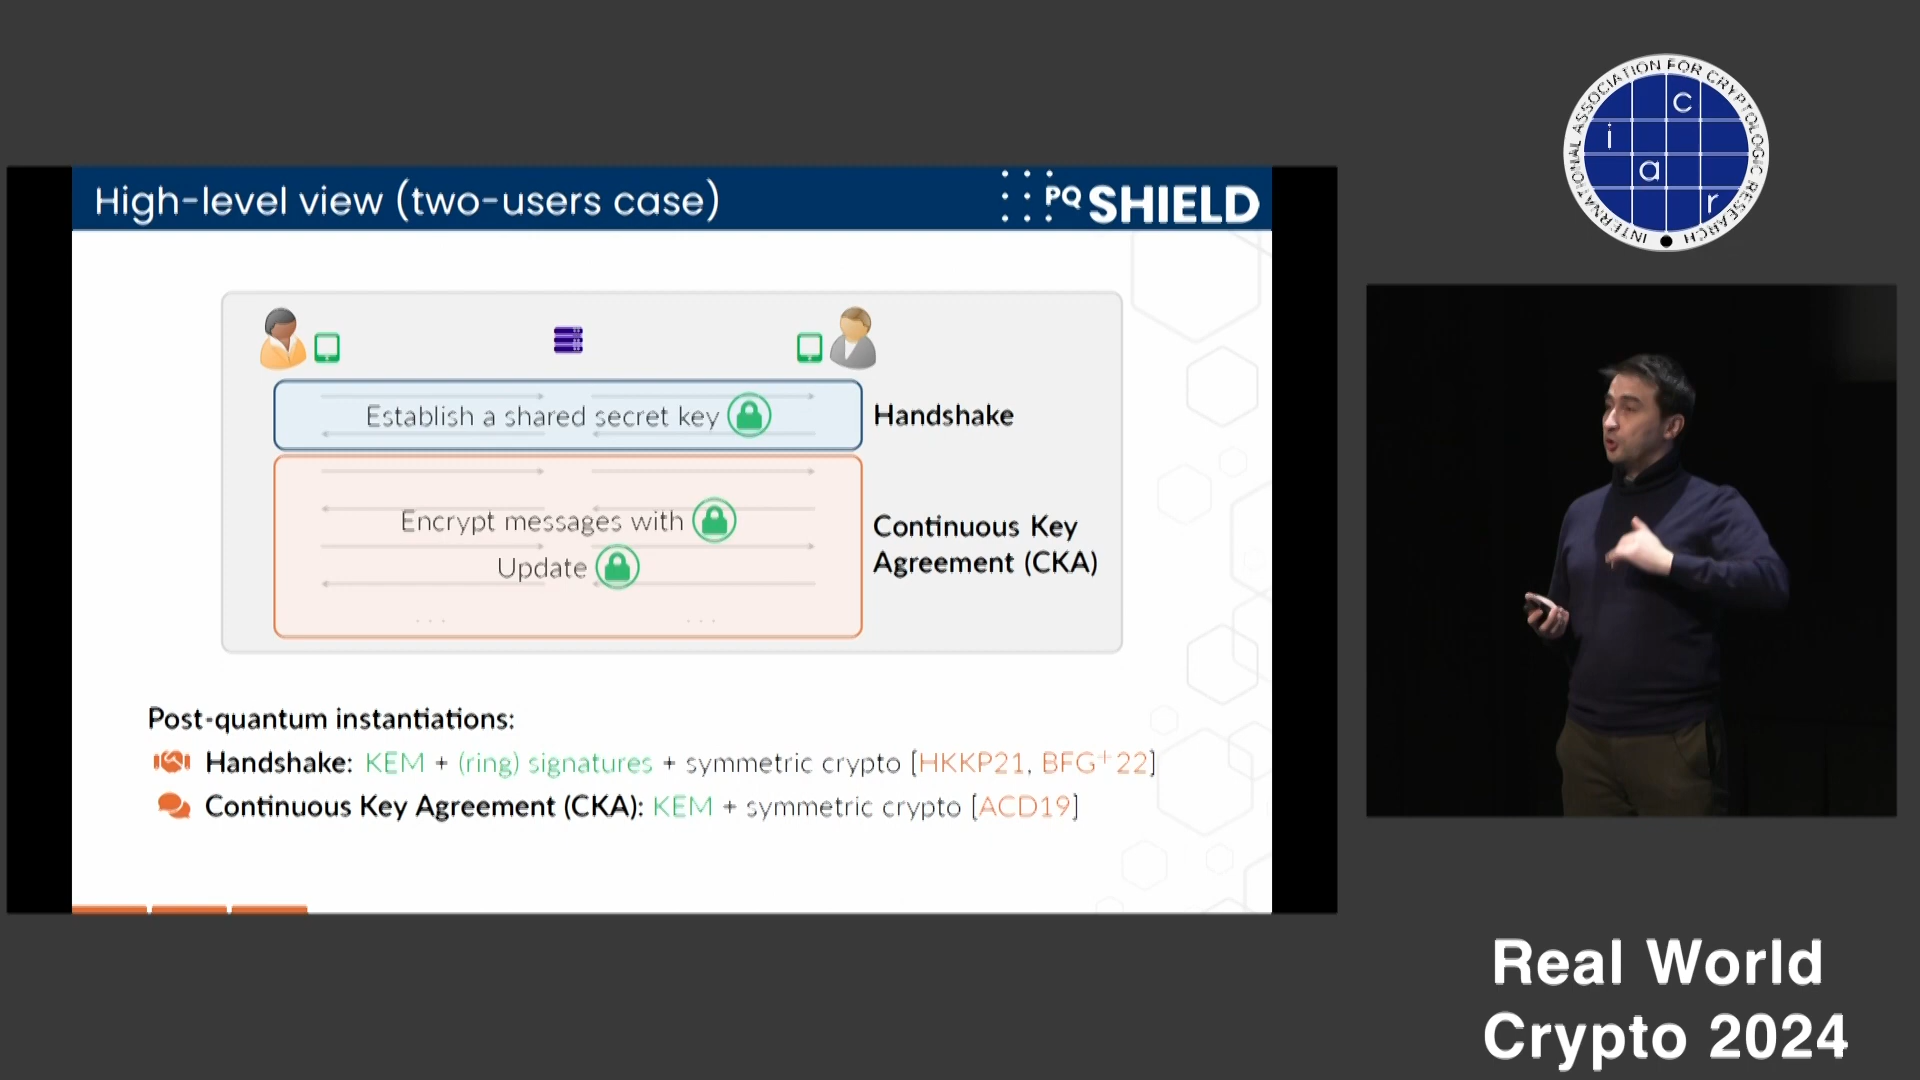 High-level view (two-users case)
PQ SHIELD
Establish a shared secret key
Handshake
Encrypt messages with
Update
. . .
. . .
Continuous Key
Agreement (CKA)
Post-quantum instantiations:
Handshake: KEM + (ring) signatures + symmetric crypto [HKKP21, BFG+22]
Continuous Key Agreement (CKA): KEM + symmetric crypto [ACD19]
INTERNATIONAL ASSOCIATION FOR CRYPTOLOGIC RESEARCH
i a c r
Real World
Crypto 2024